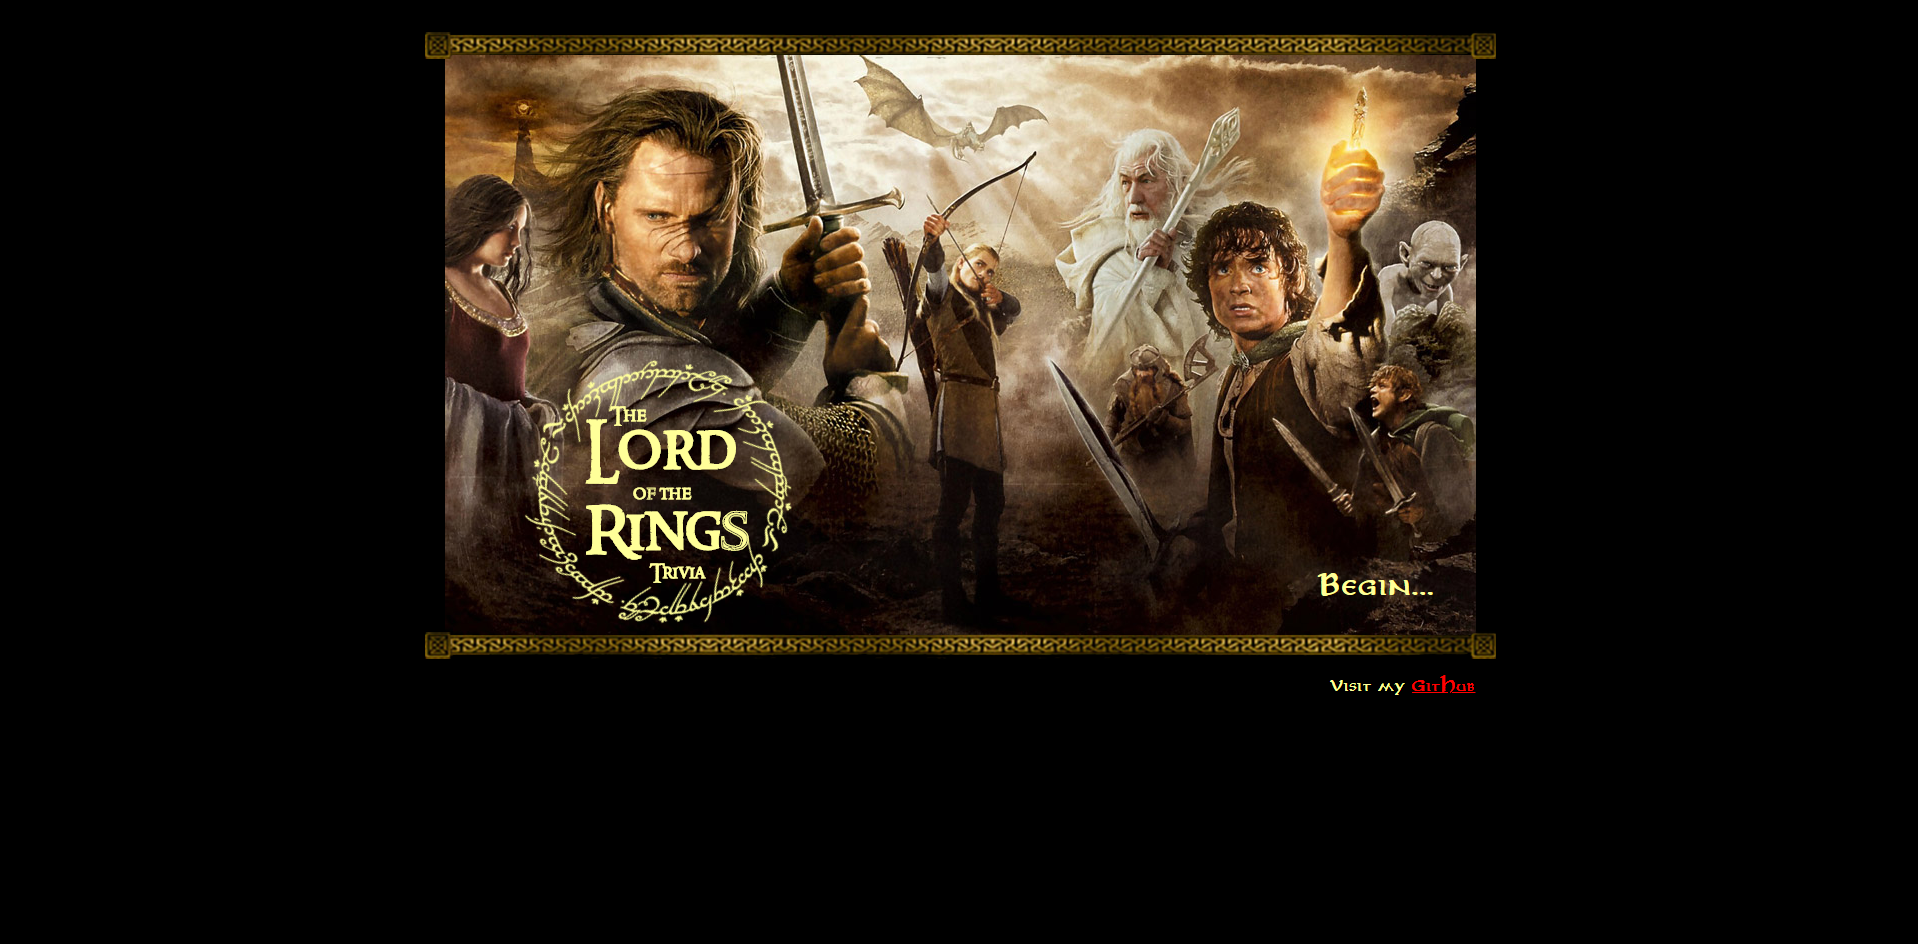 The
Lord
of the
Rings
Trivia
Begin...
Visit my GitHub